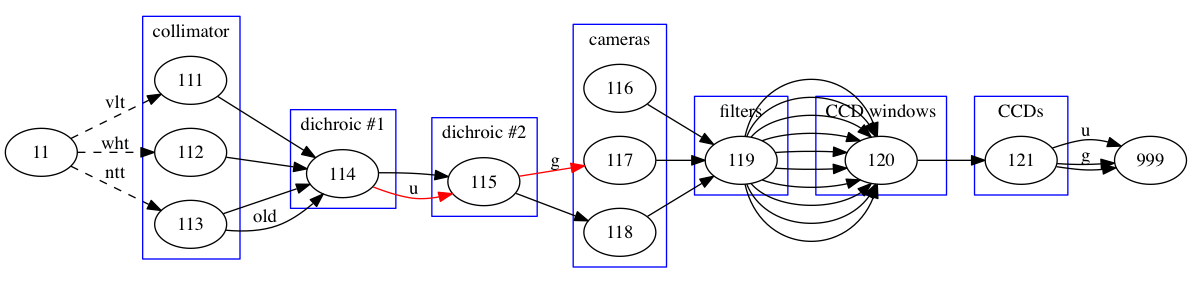 11
vlt
wht
ntt
collimator
111
112
113
old
dichroic #1
114
u
dichroic #2
115
g
cameras
116
117
118
filters
119
CCD windows
120
CCDs
121
u
g
999